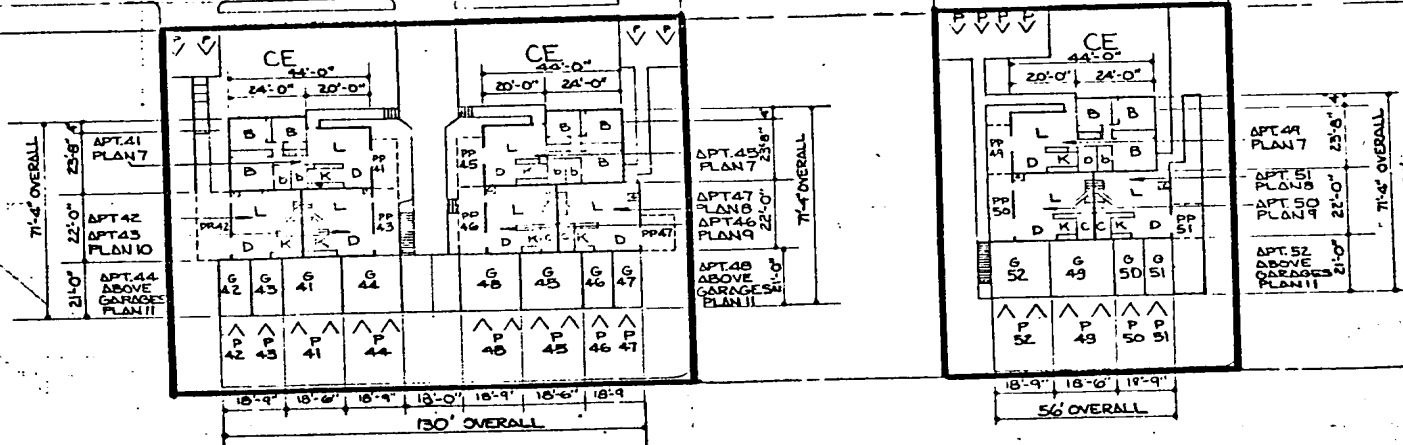 P P
P P
P P P P
CE
44'-0"
24'-0" 20'-0"
CE
44'-0"
20'-0" 24'-0"
CE
44'-0"
20'-0" 24'-0"
71'-4" OVERALL
23'-8" 4'
22'-0"
21'-0"
APT. 41
PLAN 7
APT 42
APT 43
PLAN 10
APT. 44
ABOVE
GARAGES
PLAN 11
B B
B b b K D
L
PP
41
PP42
L L
D K K D
PP
43
G
42
G
43
G
41
G
44
P
42
P
43
P
41
P
44
PP
45
L
B B
D K b b B
PP
46
L L
D K C D
PP47
G
48
G
45
G
46
G
47
P
48
P
45
P
46
P
47
APT. 45
PLAN 7
APT. 47
PLAN 8
APT 46
PLAN 9
APT. 48
ABOVE
GARAGES
PLAN 11
23'-8" 4'
22'-0"
21'-0"
71'-4" OVERALL
18'-9" 18'-6" 18'-9" 18'-0" 18'-9" 18'-6" 18'-9
130' OVERALL
PP
49
L
B B
D K b b B
PP
50
L L
D K C C K D
PP
51
G
52
G
49
G
50
G
51
P
52
P
49
P
50
P
51
APT. 49
PLAN 7
APT. 51
PLAN 8
APT. 50
PLAN 9
APT. 52
ABOVE
GARAGES
PLAN 11
23'-8" 4'
22'-0"
21'-0"
71'-4" OVERALL
18'-9" 18'-6" 18'-9"
56' OVERALL